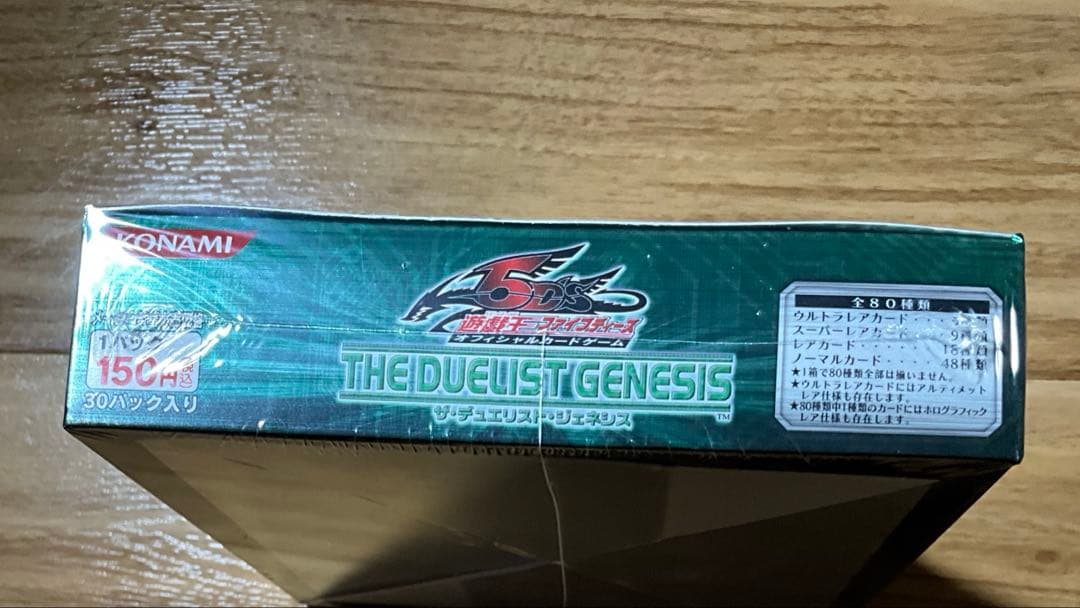 KONAMI
5D's
遊戯王ファイブディーズ
オフィシャルカードゲーム
THE DUELIST GENESIS
ザ・デュエリスト・ジェネシス
TM
1パック
150円
30パック入り
全80種類
ウルトラレアカード・・・・
スーパーレアカード・・・9種類
レアカード・・・・・・18種類
ノーマルカード・・・・48種類
★1箱で80種類全部は揃いません。
★ウルトラレアカードにはアルティメット
レア仕様も存在します。
★80種類中1種類のカードにはホログラフィック
レア仕様も存在します。